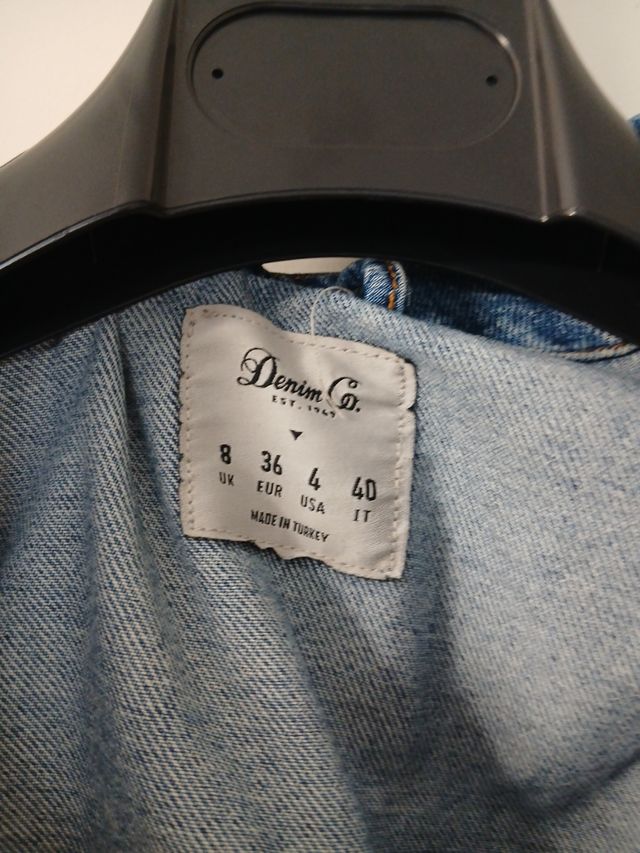 Denim Co.
EST. 1969
8 36 4 40
UK EUR USA IT
MADE IN TURKEY